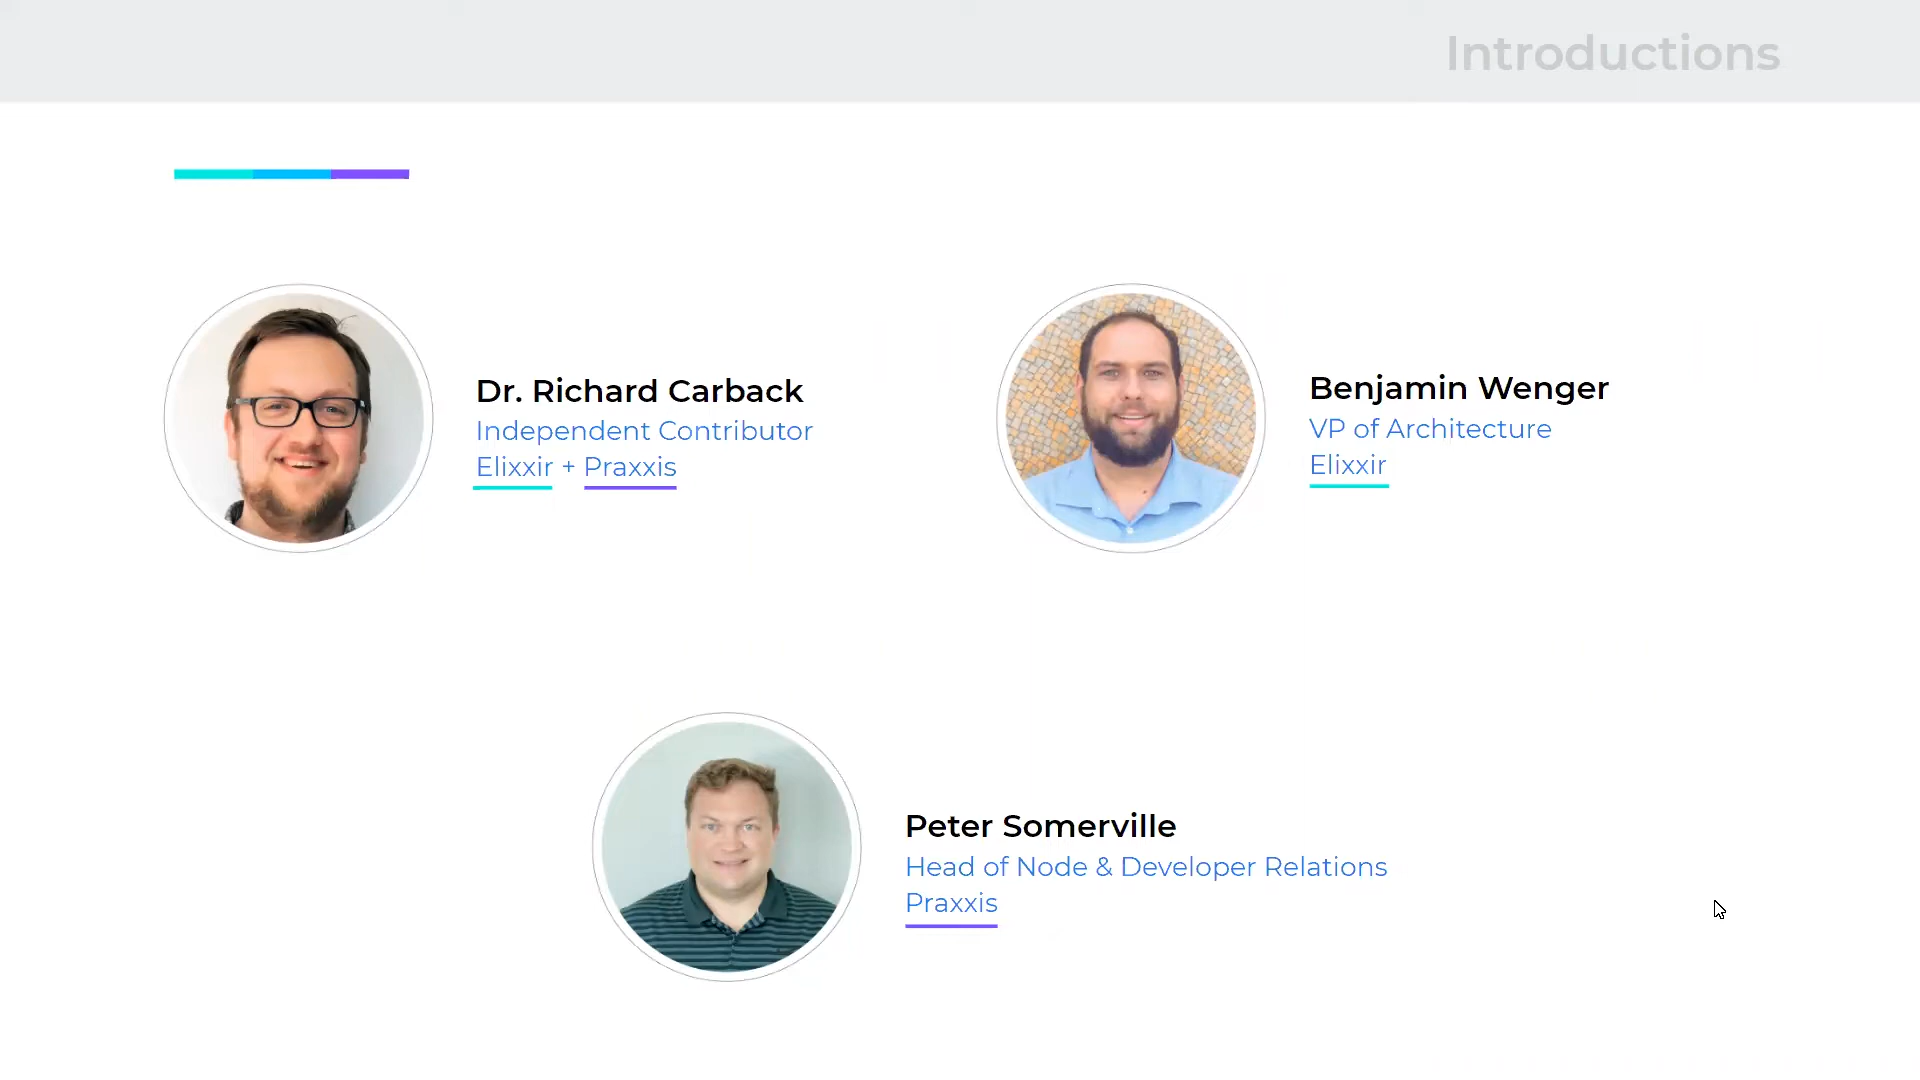 Introductions
Dr. Richard Carback
Independent Contributor
Elixxir + Praxxis
Benjamin Wenger
VP of Architecture
Elixxir
Peter Somerville
Head of Node & Developer Relations
Praxxis